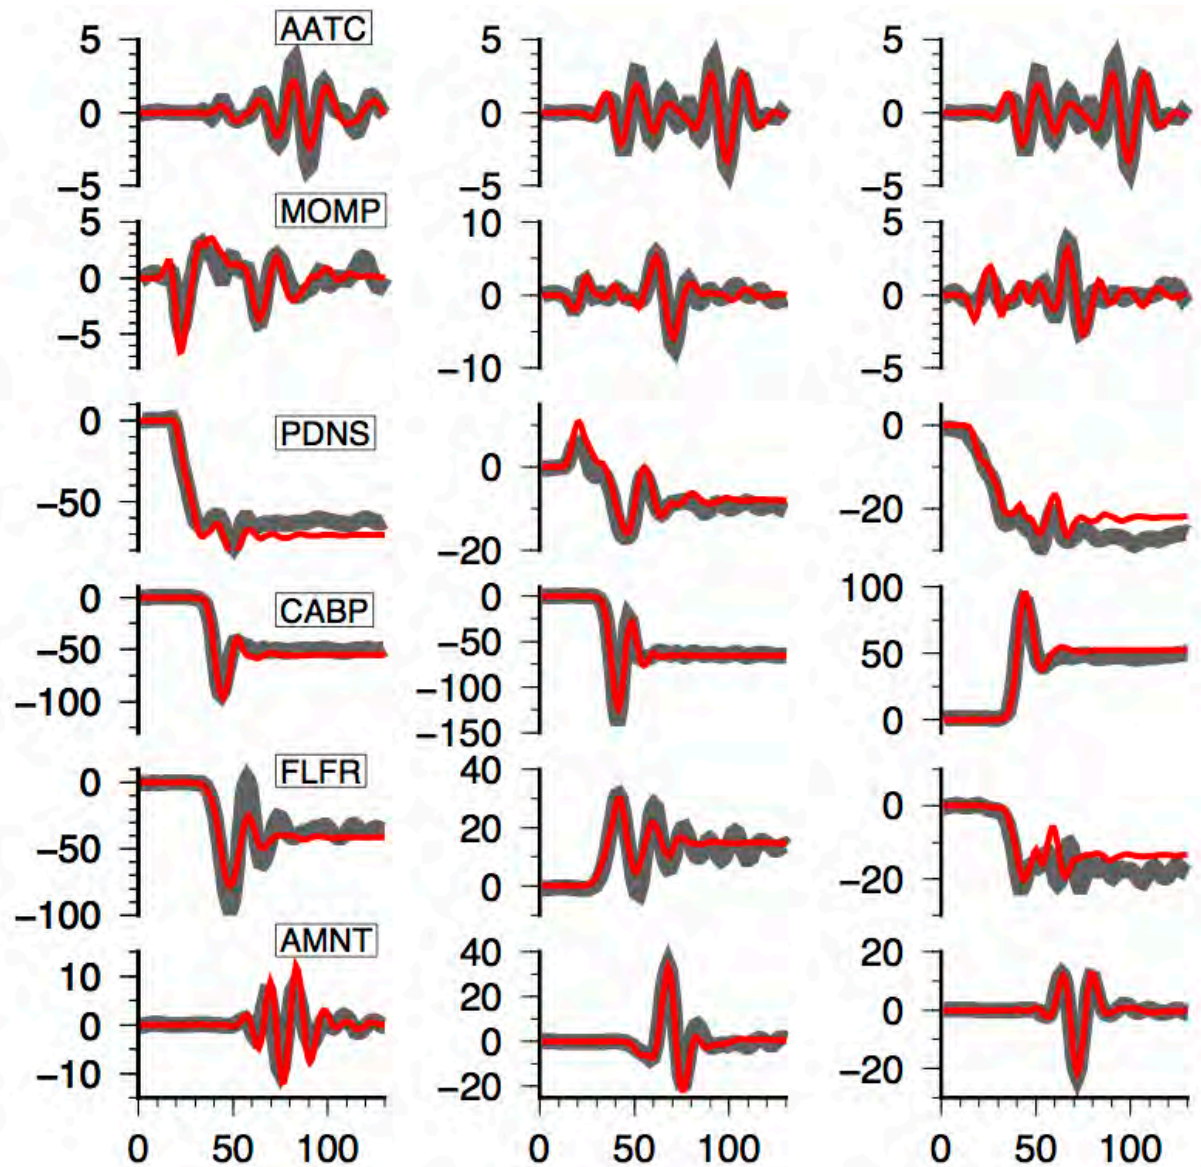 AATC
5 5 5
0 0 0
−5 −5 −5
MOMP
5 10 5
0 0 0
−5 −10 −5
PDNS
0 0 0
−50 −20 −20
CABP
0 0 100
−50 −50 50
−100 −100 0
−150
FLFR
0 40 0
−50 20 −20
−100 0
AMNT
10 40 20
0 20 0
−10 0 −20
−20
0 50 100 0 50 100 0 50 100